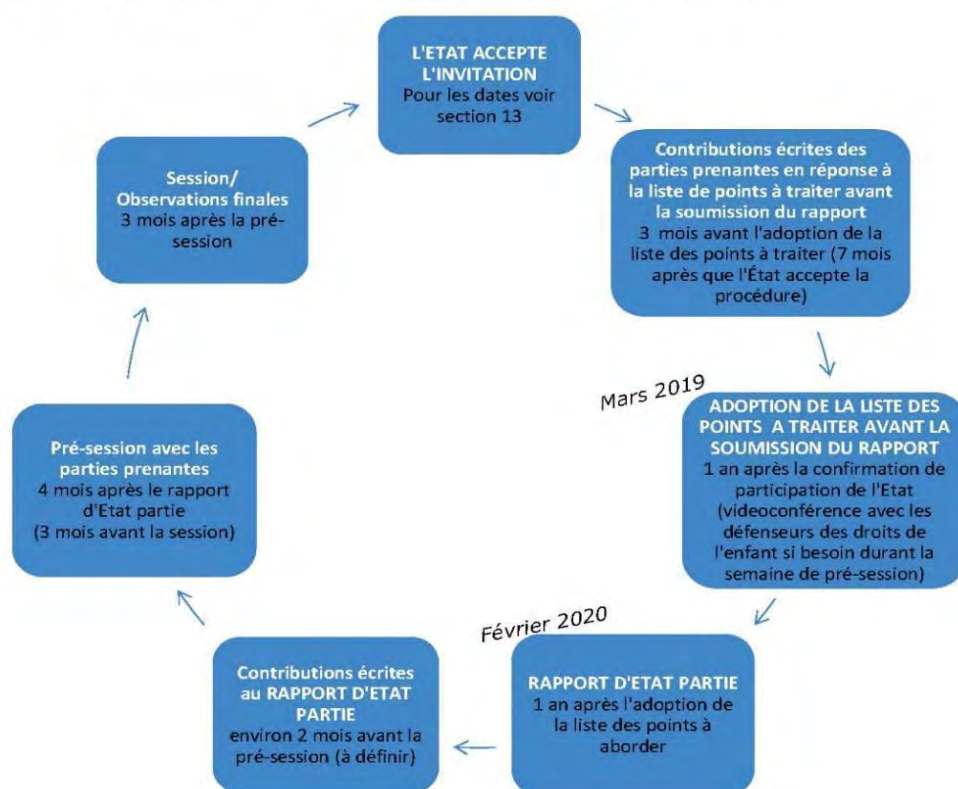 L'ETAT ACCEPTE
L'INVITATION
Pour les dates voir
section 13
Contributions écrites des
parties prenantes en réponse à
la liste de points à traiter avant
la soumission du rapport
3 mois avant l'adoption de la
liste des points à traiter (7 mois
après que l'État accepte la
procédure)
Mars 2019
ADOPTION DE LA LISTE DES
POINTS A TRAITER AVANT LA
SOUMISSION DU RAPPORT
1 an après la confirmation de
participation de l'Etat
(videoconférence avec les
défenseurs des droits de
l'enfant si besoin durant la
semaine de pré-session)
Février 2020
RAPPORT D'ETAT PARTIE
1 an après l'adoption de
la liste des points à
aborder
Contributions écrites
au RAPPORT D'ETAT
PARTIE
environ 2 mois avant la
pré-session (à définir)
Pré-session avec les
parties prenantes
4 mois après le rapport
d'Etat partie
(3 mois avant la session)
Session/
Observations finales
3 mois après la pré-
session